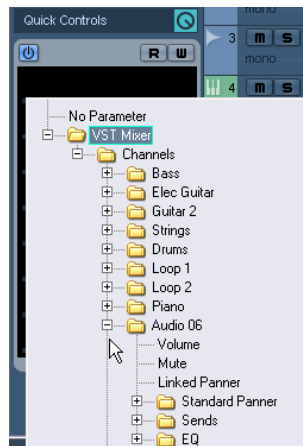 Quick Controls
mono
3 m S
R W
mono
4 m S
No Parameter
VST Mixer
Channels
Bass
Elec Guitar
Guitar 2
Strings
Drums
Loop 1
Loop 2
Piano
Audio 06
Volume
Mute
Linked Panner
Standard Panner
Sends
EQ